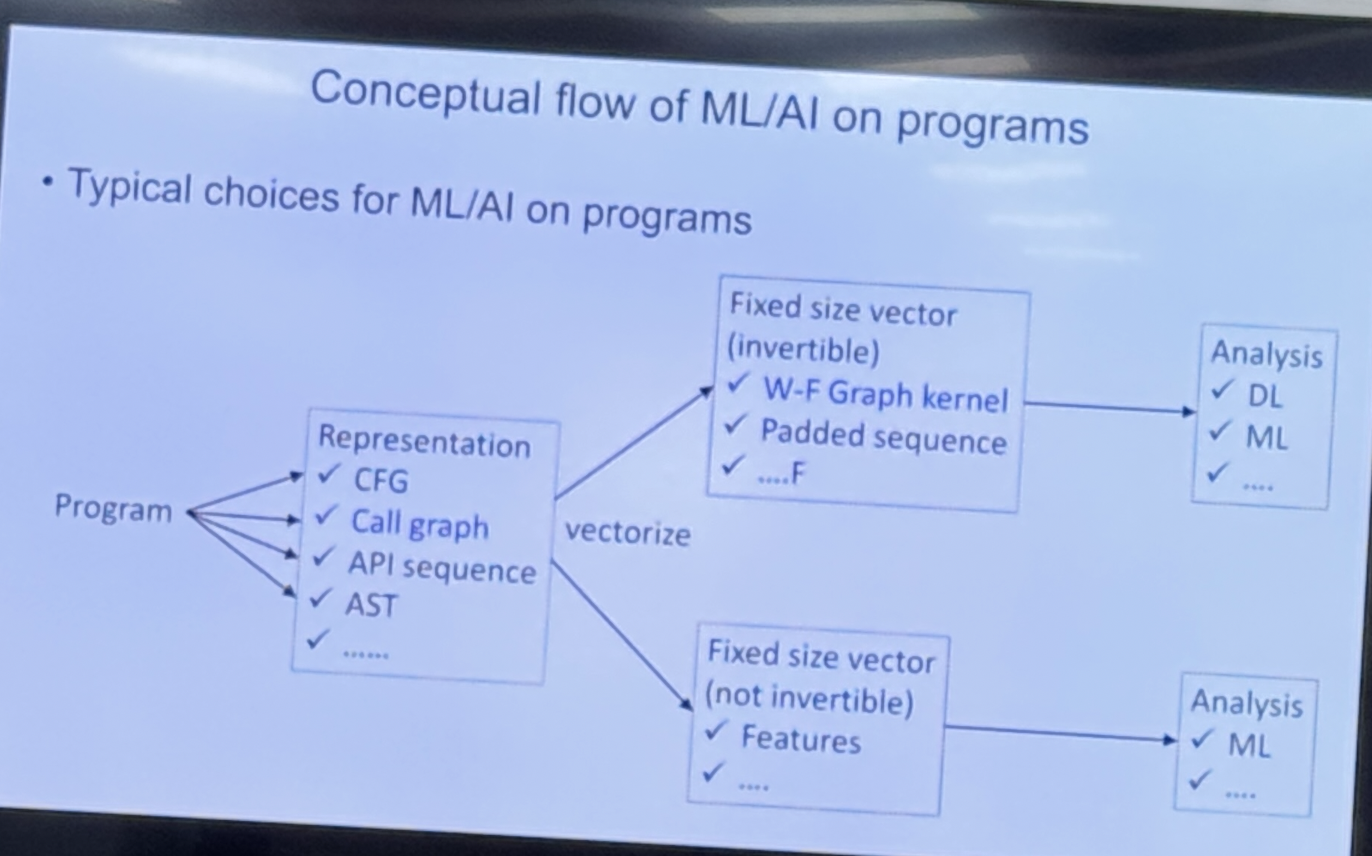 Conceptual flow of ML/AI on programs
• Typical choices for ML/AI on programs
Program
Representation
✓ CFG
✓ Call graph
✓ API sequence
✓ AST
✓ ......
vectorize
Fixed size vector
(invertible)
✓ W-F Graph kernel
✓ Padded sequence
✓ ....F
Analysis
✓ DL
✓ ML
✓ ....
Fixed size vector
(not invertible)
✓ Features
✓ ....
Analysis
✓ ML
✓ ....